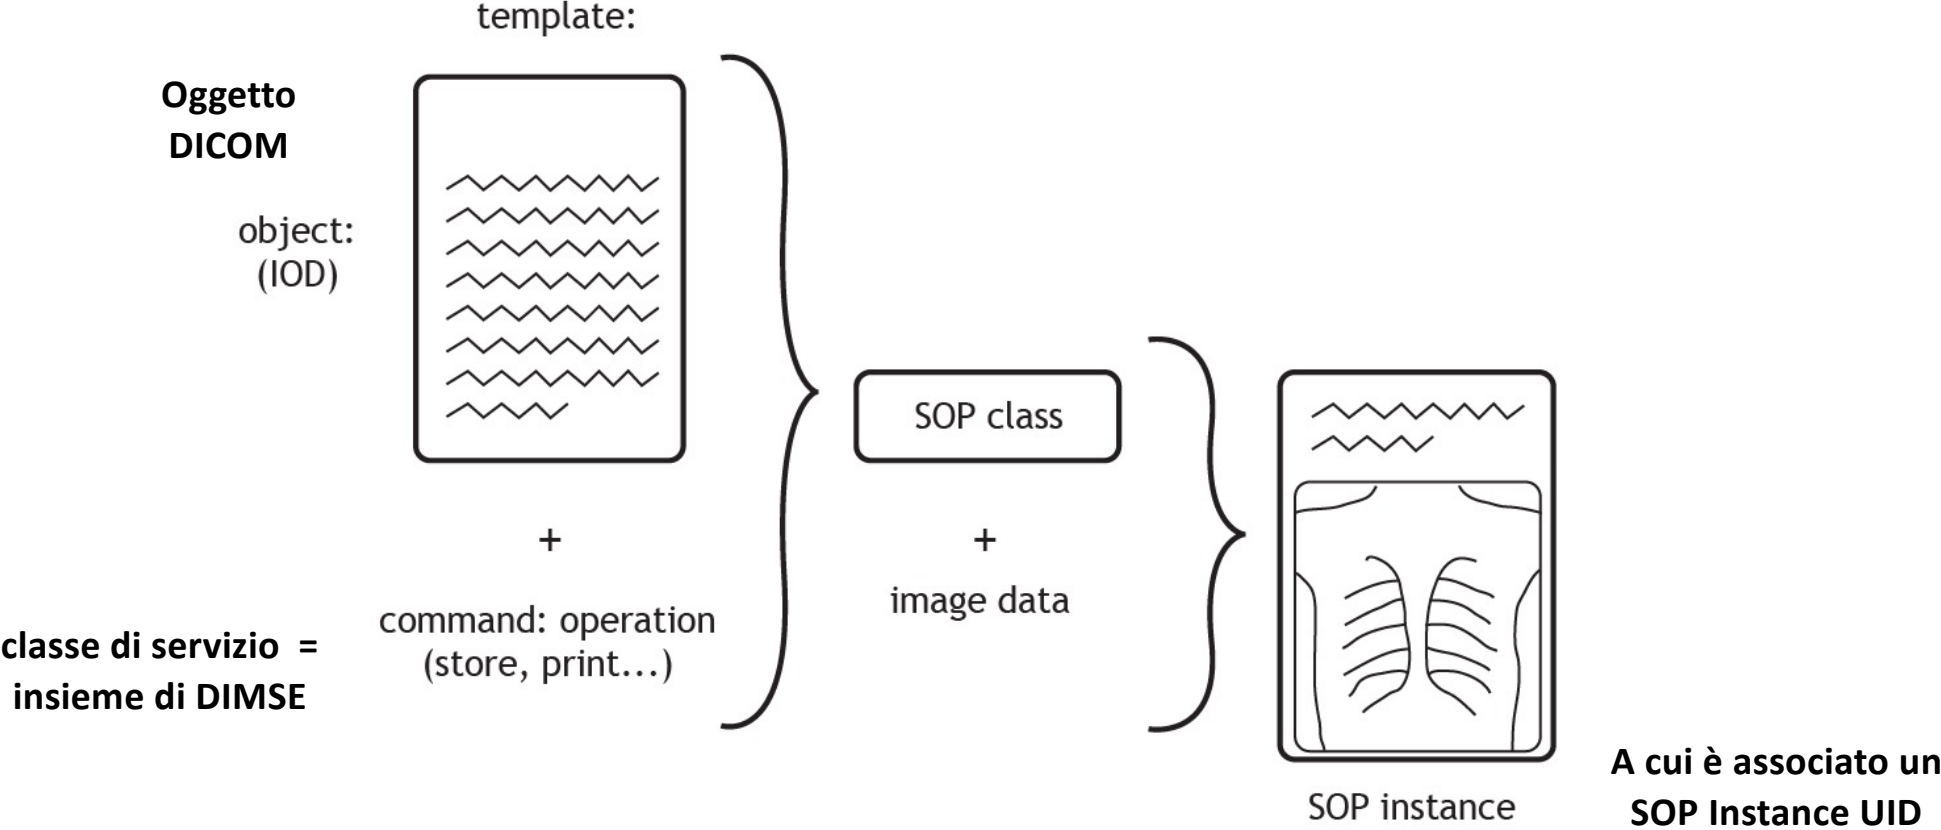 template:
Oggetto
DICOM
object:
(IOD)
+
command: operation
(store, print...)
classe di servizio =
insieme di DIMSE
SOP class
+
image data
SOP instance
A cui è associato un
SOP Instance UID